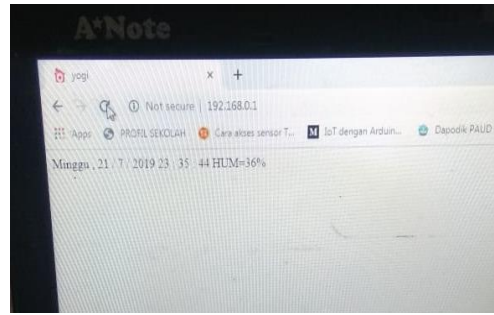 A*Note
yogi × +
Not secure | 192.168.0.1
Apps PROFIL SEKOLAH Cara akses sensor T... M IoT dengan Arduin... Dapodik PAUD
Minggu , 21 / 7 / 2019 23 : 35 : 44 HUM=36%